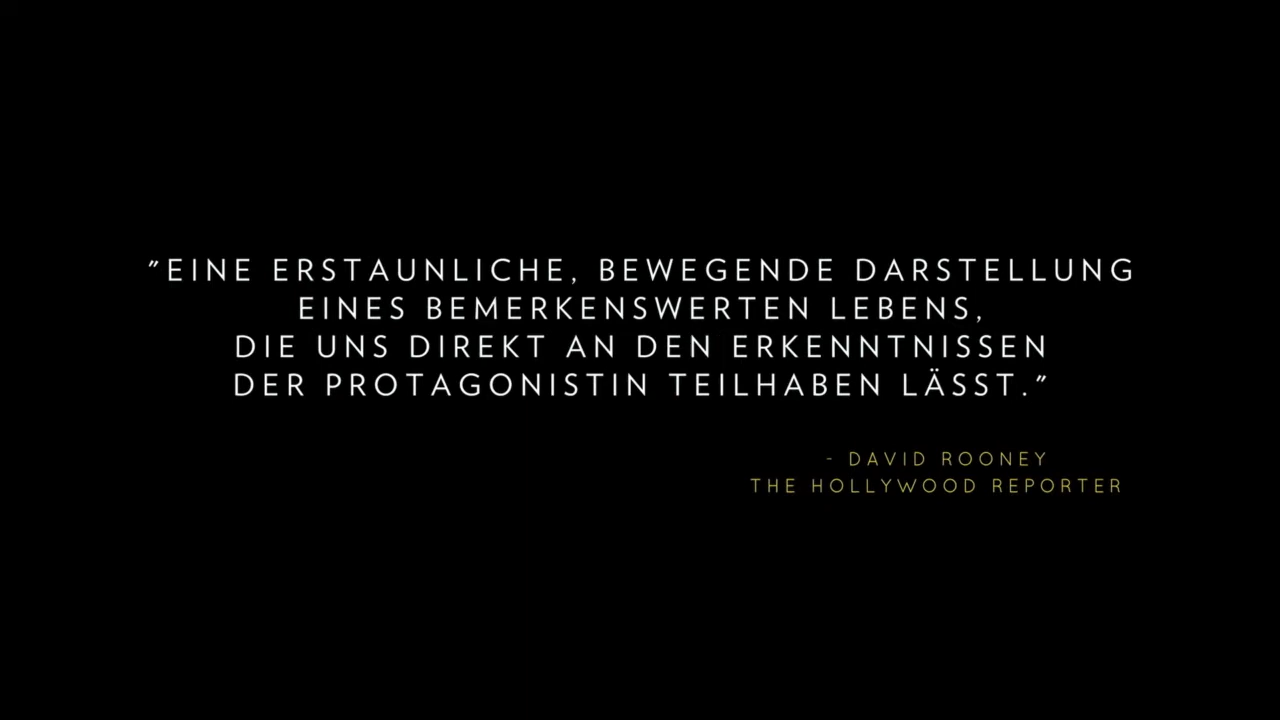 "EINE ERSTAUNLICHE, BEWEGENDE DARSTELLUNG
EINES BEMERKENSWERTEN LEBENS,
DIE UNS DIREKT AN DEN ERKENNTNISSEN
DER PROTAGONISTIN TEILHABEN LÄSST."
- DAVID ROONEY
THE HOLLYWOOD REPORTER